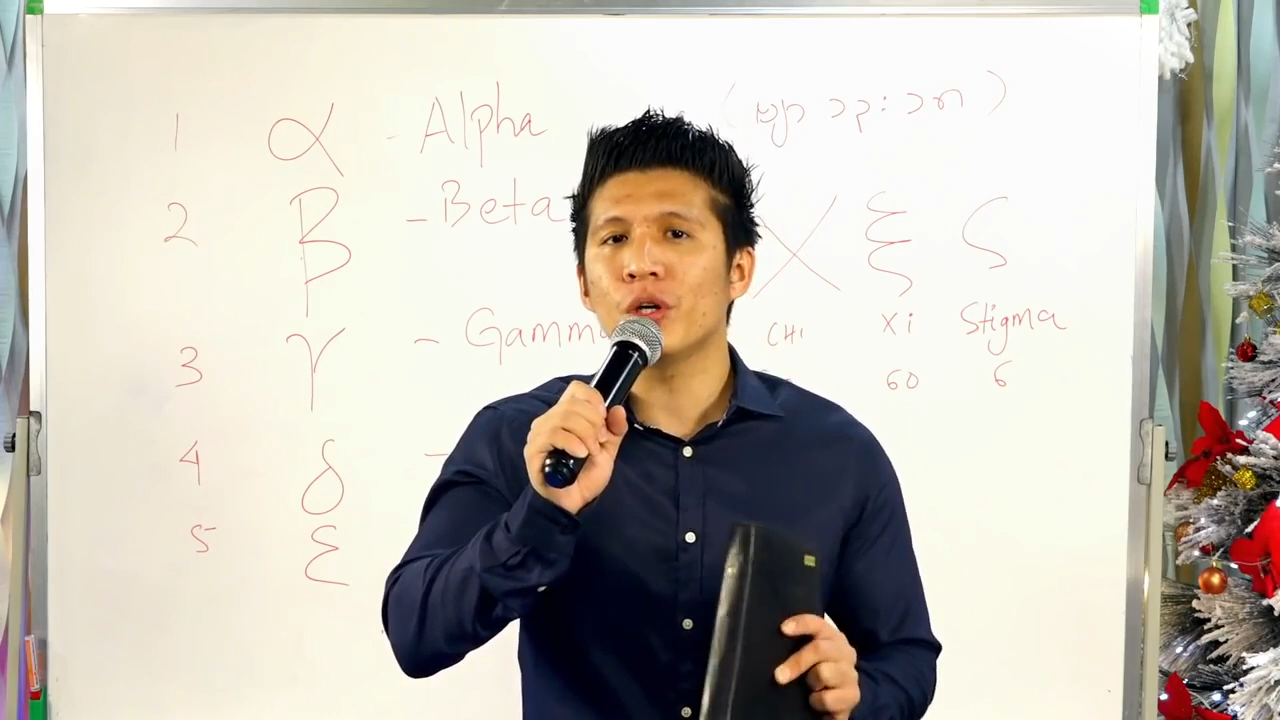 1 α - Alpha
2 β - Beta
χ ξ ς
3 γ - Gamm
CHI Xi Stigma
60 6
4 δ -
5 ε